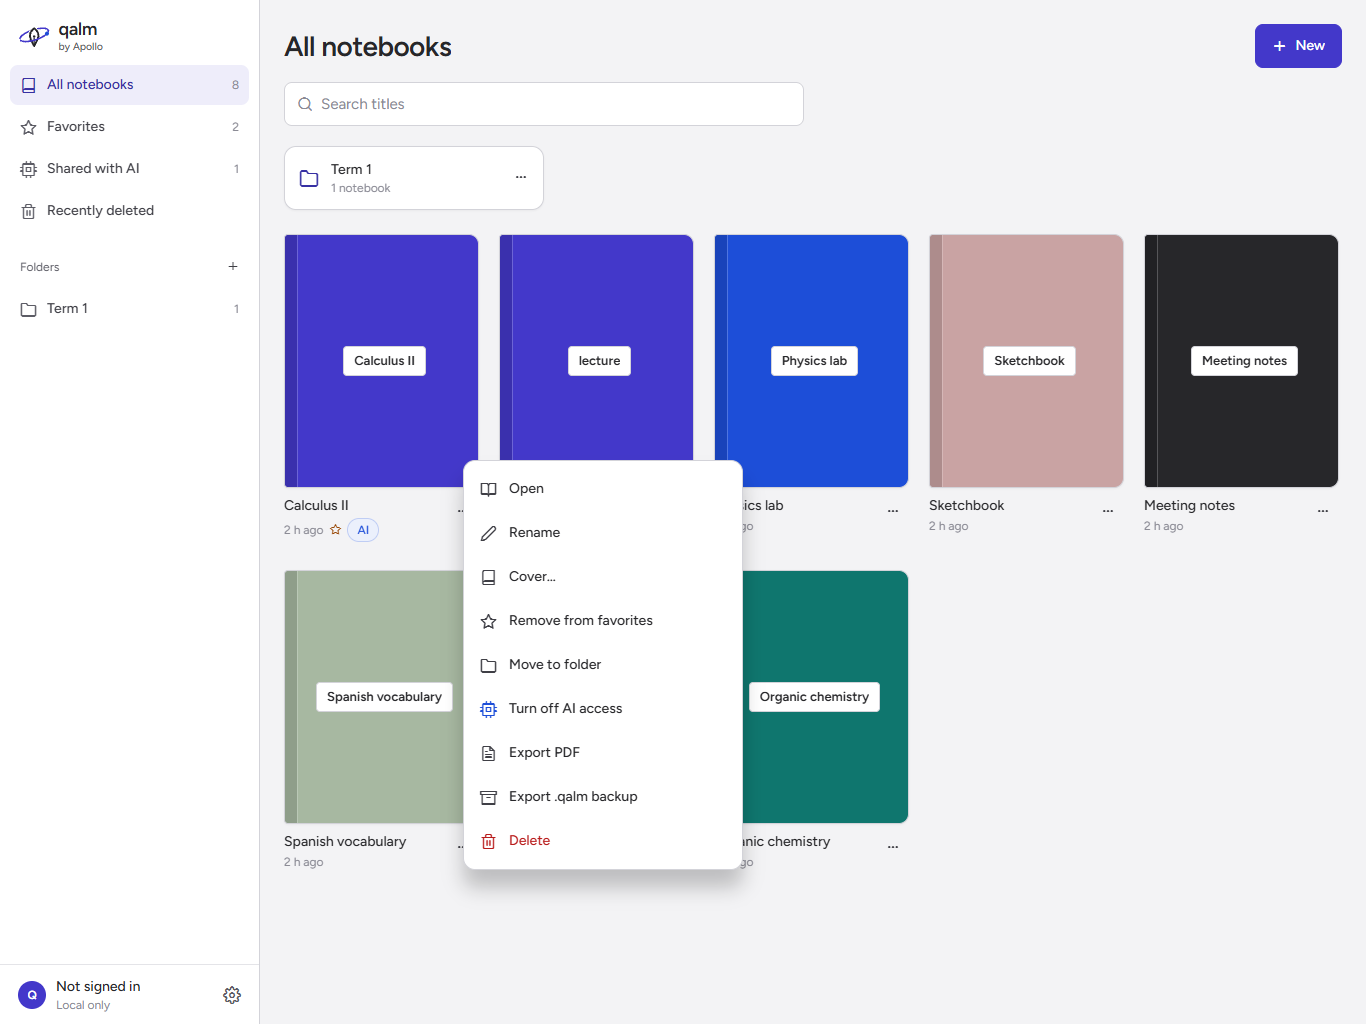 qalm
by Apollo
All notebooks 8
Favorites 2
Shared with AI 1
Recently deleted
Folders +
Term 1 1
Not signed in
Local only
Q
All notebooks
+ New
Search titles
Term 1
1 notebook
...
Calculus II
lecture
Physics lab
Sketchbook
Meeting notes
Calculus II
2 h ago AI
...
Sketchbook ...
2 h ago
Meeting notes ...
2 h ago
lab
Open
Rename
Cover...
Remove from favorites
Move to folder
Turn off AI access
Export PDF
Export .qalm backup
Delete
Spanish vocabulary
Organic chemistry
Spanish vocabulary
2 h ago
chemistry ...